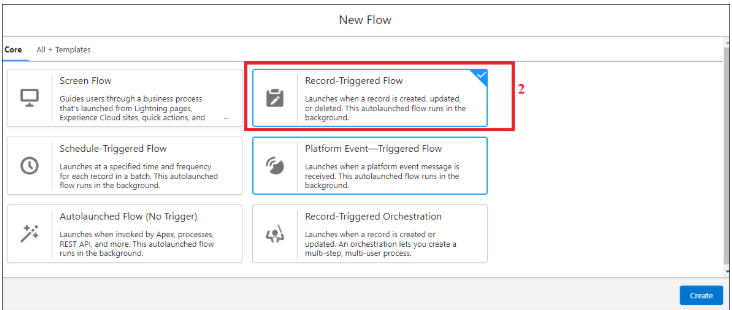 New Flow
Core All + Templates
Screen Flow
Guides users through a business process
that's launched from Lightning pages,
Experience Cloud sites, quick actions, and ...
Record-Triggered Flow
Launches when a record is created, updated,
or deleted. This autolaunched flow runs in the
background.
2
Schedule-Triggered Flow
Launches at a specified time and frequency
for each record in a batch. This autolaunched
flow runs in the background.
Platform Event—Triggered Flow
Launches when a platform event message is
received. This autolaunched flow runs in the
background.
Autolaunched Flow (No Trigger)
Launches when invoked by Apex, processes,
REST API, and more. This autolaunched flow
runs in the background.
Record-Triggered Orchestration
Launches when a record is created or
updated. An orchestration lets you create a
multi-step, multi-user process.
Create